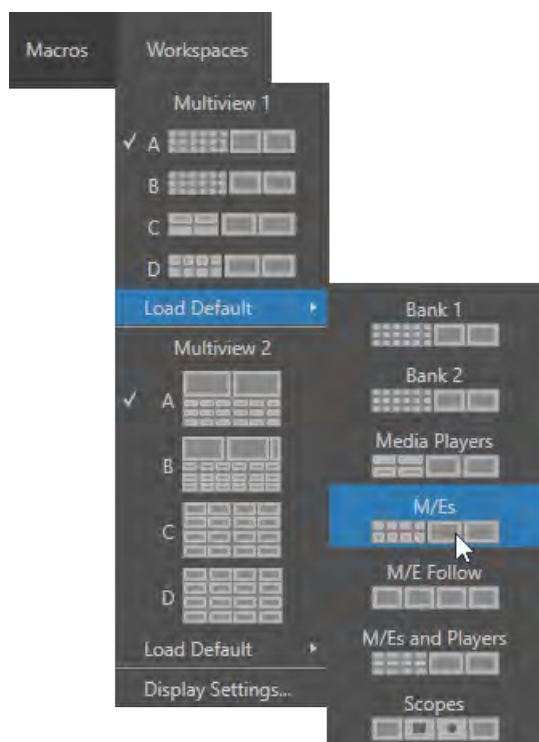 Macros Workspaces
Multiview 1
A
B
C
D
Load Default
Multiview 2
A
B
C
D
Load Default
Display Settings...
Bank 1
Bank 2
Media Players
M/Es
M/E Follow
M/Es and Players
Scopes